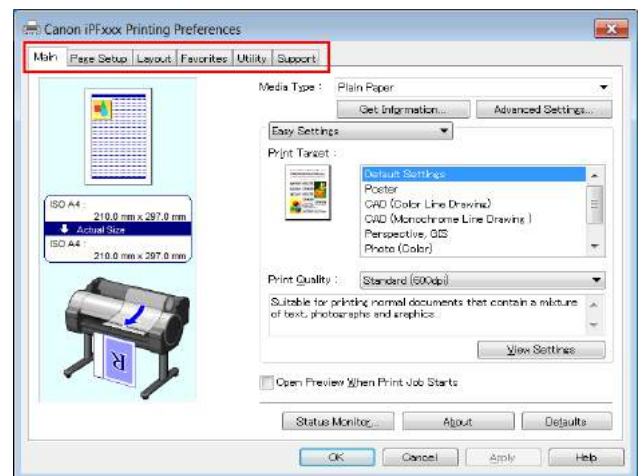 Canon iPFxxx Printing Preferences
Main Page Setup Layout Favorites Utility Support
Media Type : Plain Paper
Get Information... Advanced Settings...
Easy Settings
Print Target :
Default Settings
Poster
CAD (Color Line Drawing)
CAD (Monochrome Line Drawing )
Perspective, GIS
Photo (Color)
ISO A4 :
210.0 mm x 297.0 mm
Actual Size
ISO A4 :
210.0 mm x 297.0 mm
R
Print Quality : Standard (600dpi)
Suitable for printing normal documents that contain a mixture
of text, photographs and graphics.
View Settings
Open Preview When Print Job Starts
Status Monitor... About Defaults
OK Cancel Apply Help